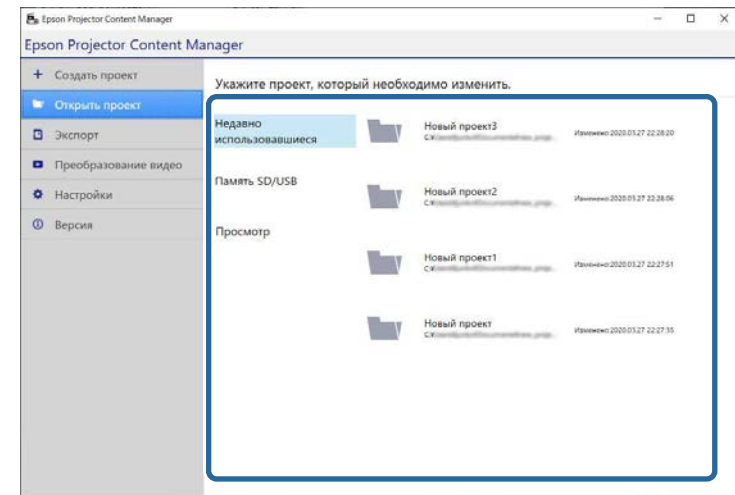 Epson Projector Content Manager
Epson Projector Content Manager
Создать проект
Открыть проект
Экспорт
Преобразование видео
Настройки
Версия
Укажите проект, который необходимо изменить.
Недавно
использовавшиеся
Память SD/USB
Просмотр
Новый проект3
Изменено:2020.03.27 22:28:20
Новый проект2
Изменено:2020.03.27 22:28:06
Новый проект1
Изменено:2020.03.27 22:27:51
Новый проект
Изменено:2020.03.27 22:27:35